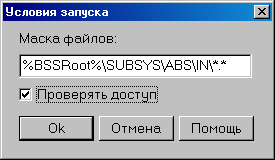 Условия запуска
Маска файлов:
%BSSRoot%\SUBSYS\ABS\IN\*.*
Проверять доступ
Ok
Отмена
Помощь